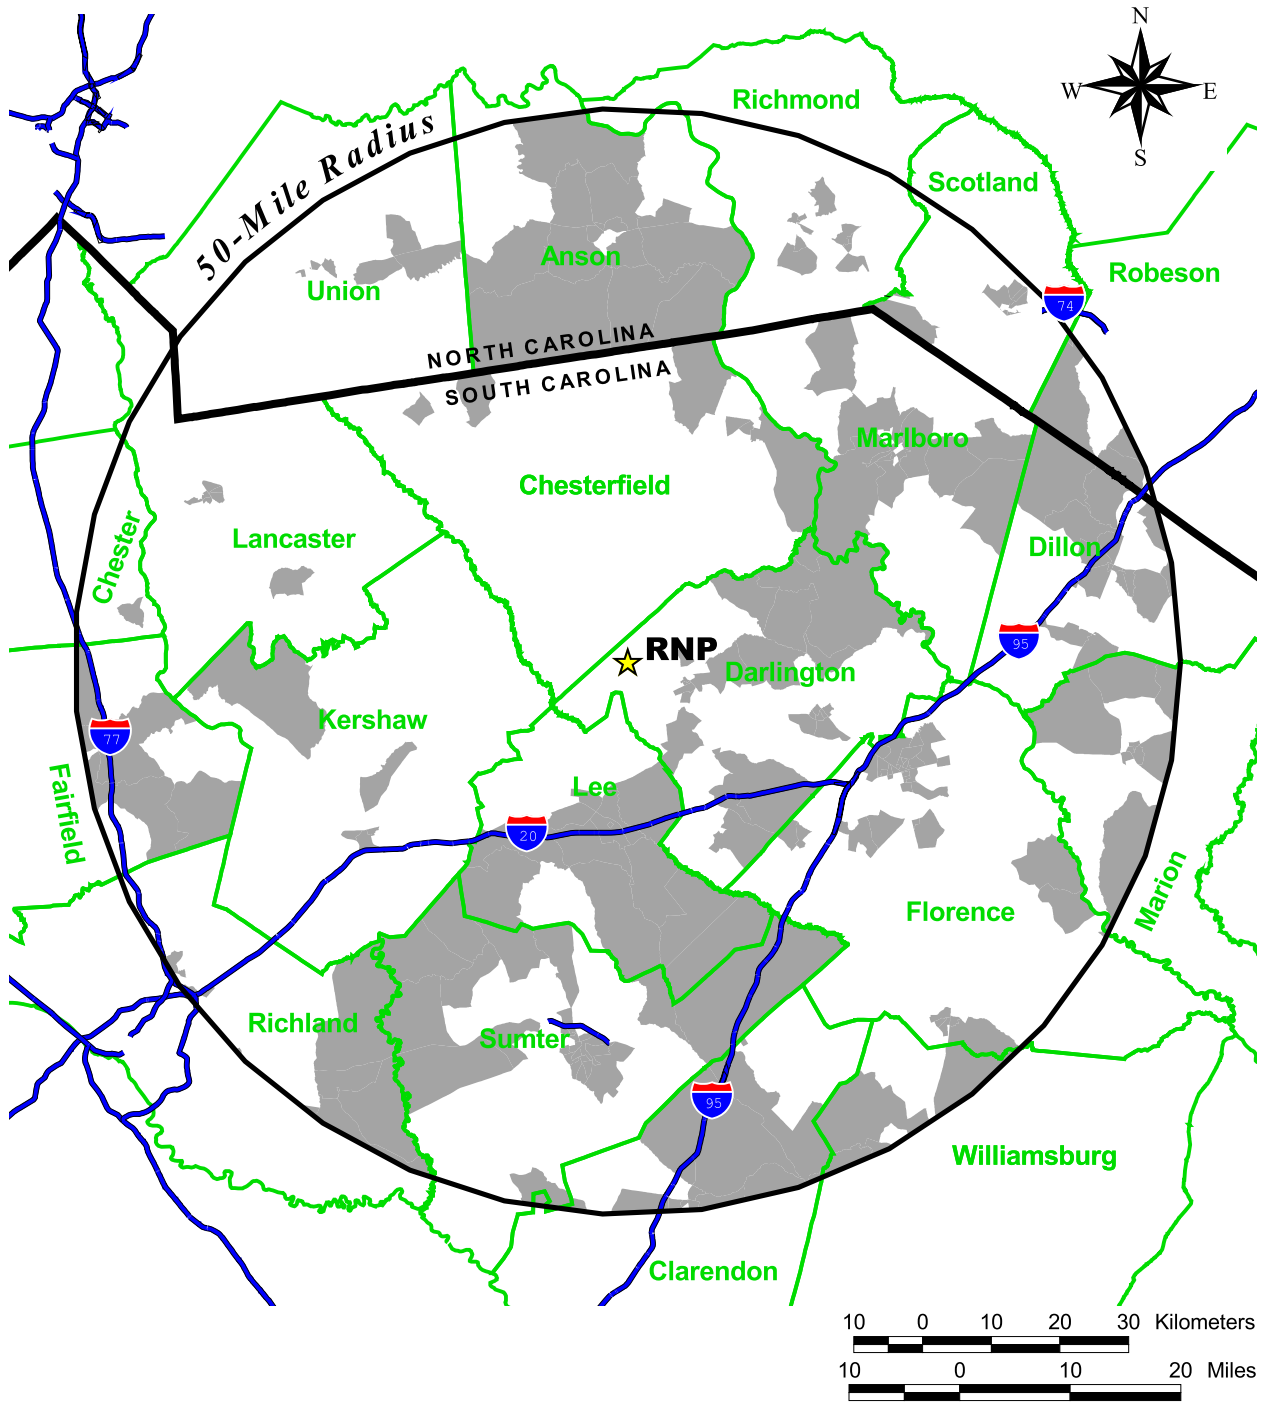 N
W E
S
Richmond
50-Mile Radius
Scotland
Anson
Robeson
Union
74
NORTH CAROLINA
SOUTH CAROLINA
Marlboro
Chesterfield
Lancaster
Chester
Dillon
95
RNP
Darlington
Kershaw
77
Lee
Fairfield
20
Marion
Florence
Richland
Sumter
95
Williamsburg
Clarendon
10 0 10 20 30 Kilometers
10 0 10 20 Miles